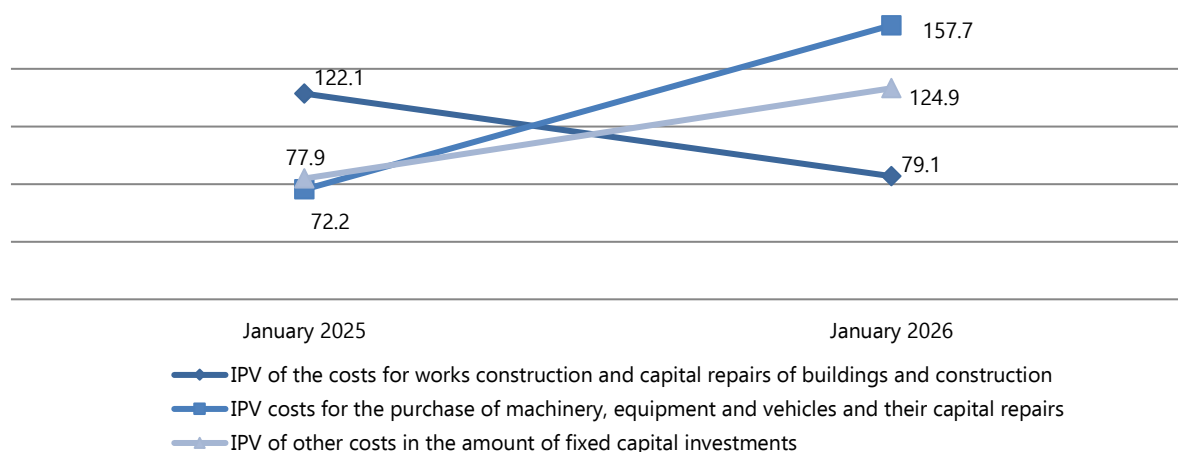 157.7
122.1
124.9
77.9
79.1
72.2
January 2025
January 2026
IPV of the costs for works construction and capital repairs of buildings and construction
IPV costs for the purchase of machinery, equipment and vehicles and their capital repairs
IPV of other costs in the amount of fixed capital investments